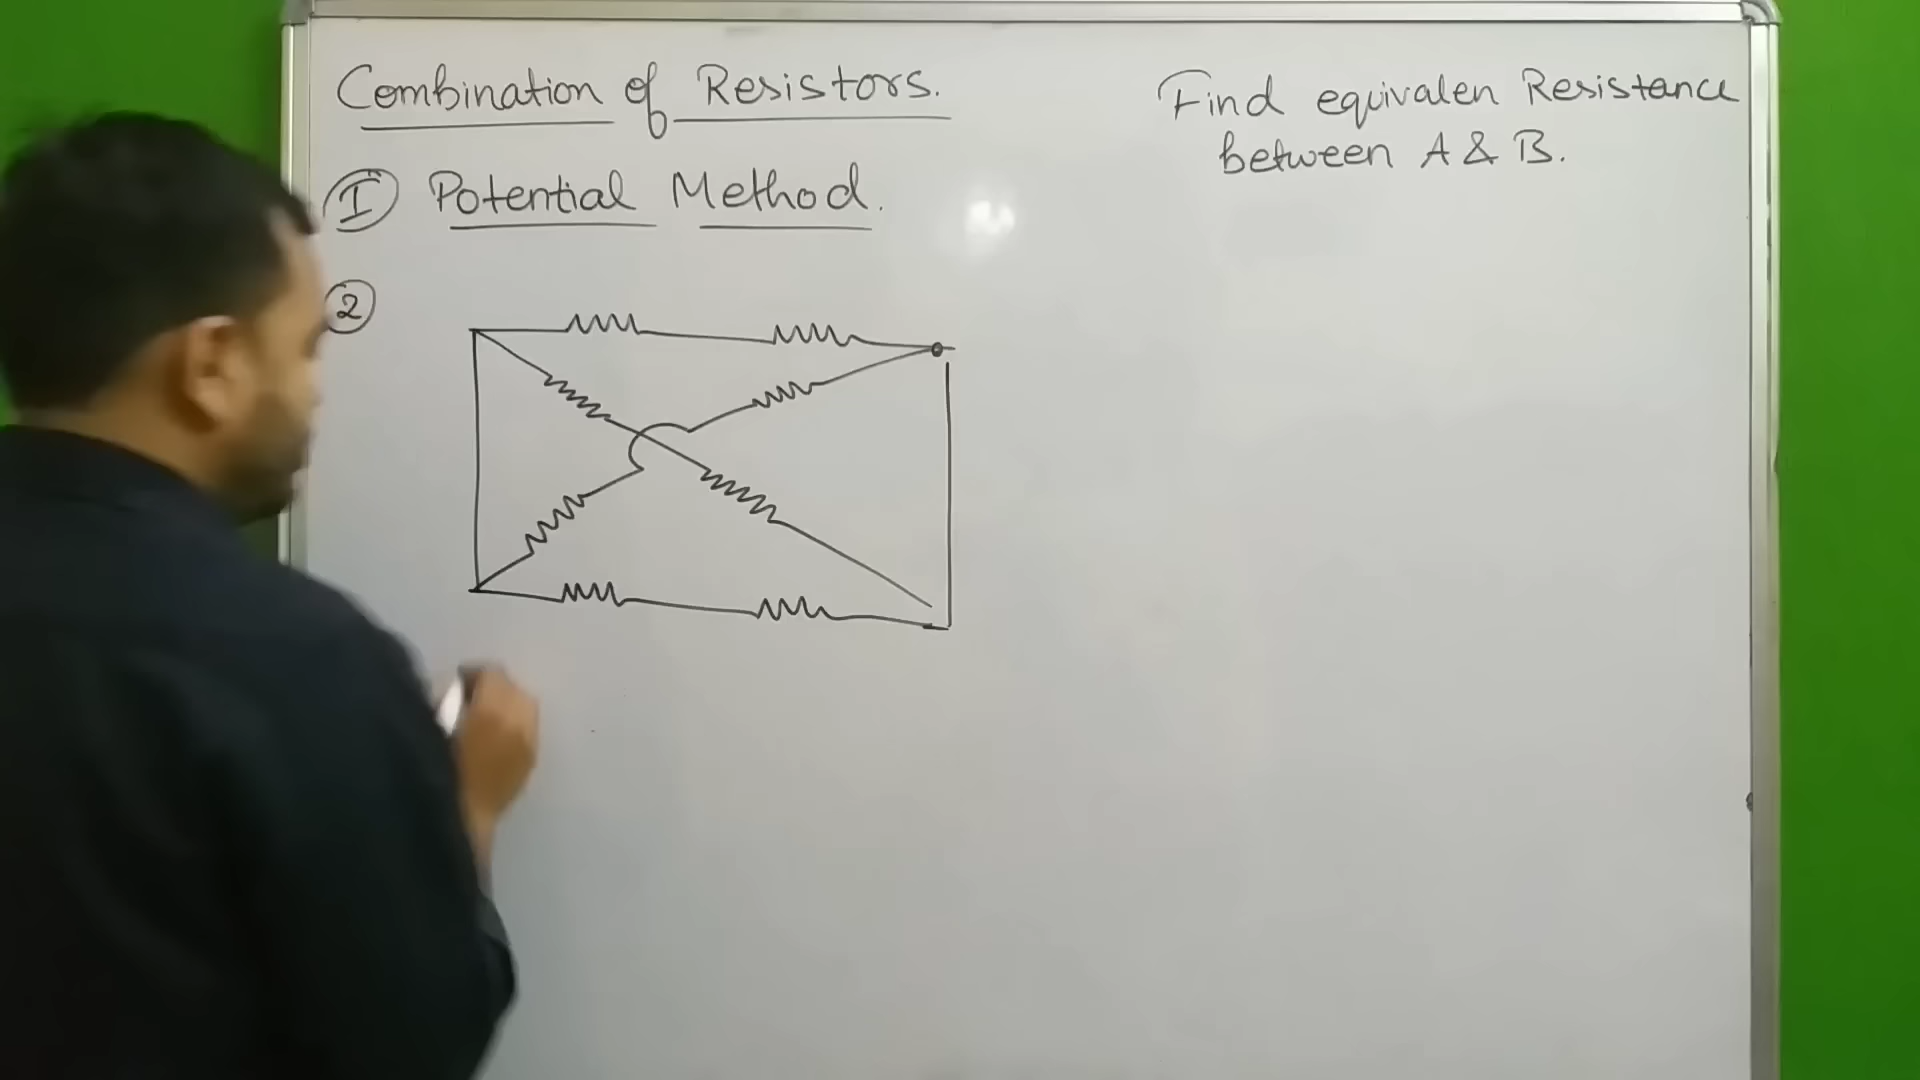 Combination of Resistors.
Find equivalen Resistance
between A & B.
I Potential Method.
2